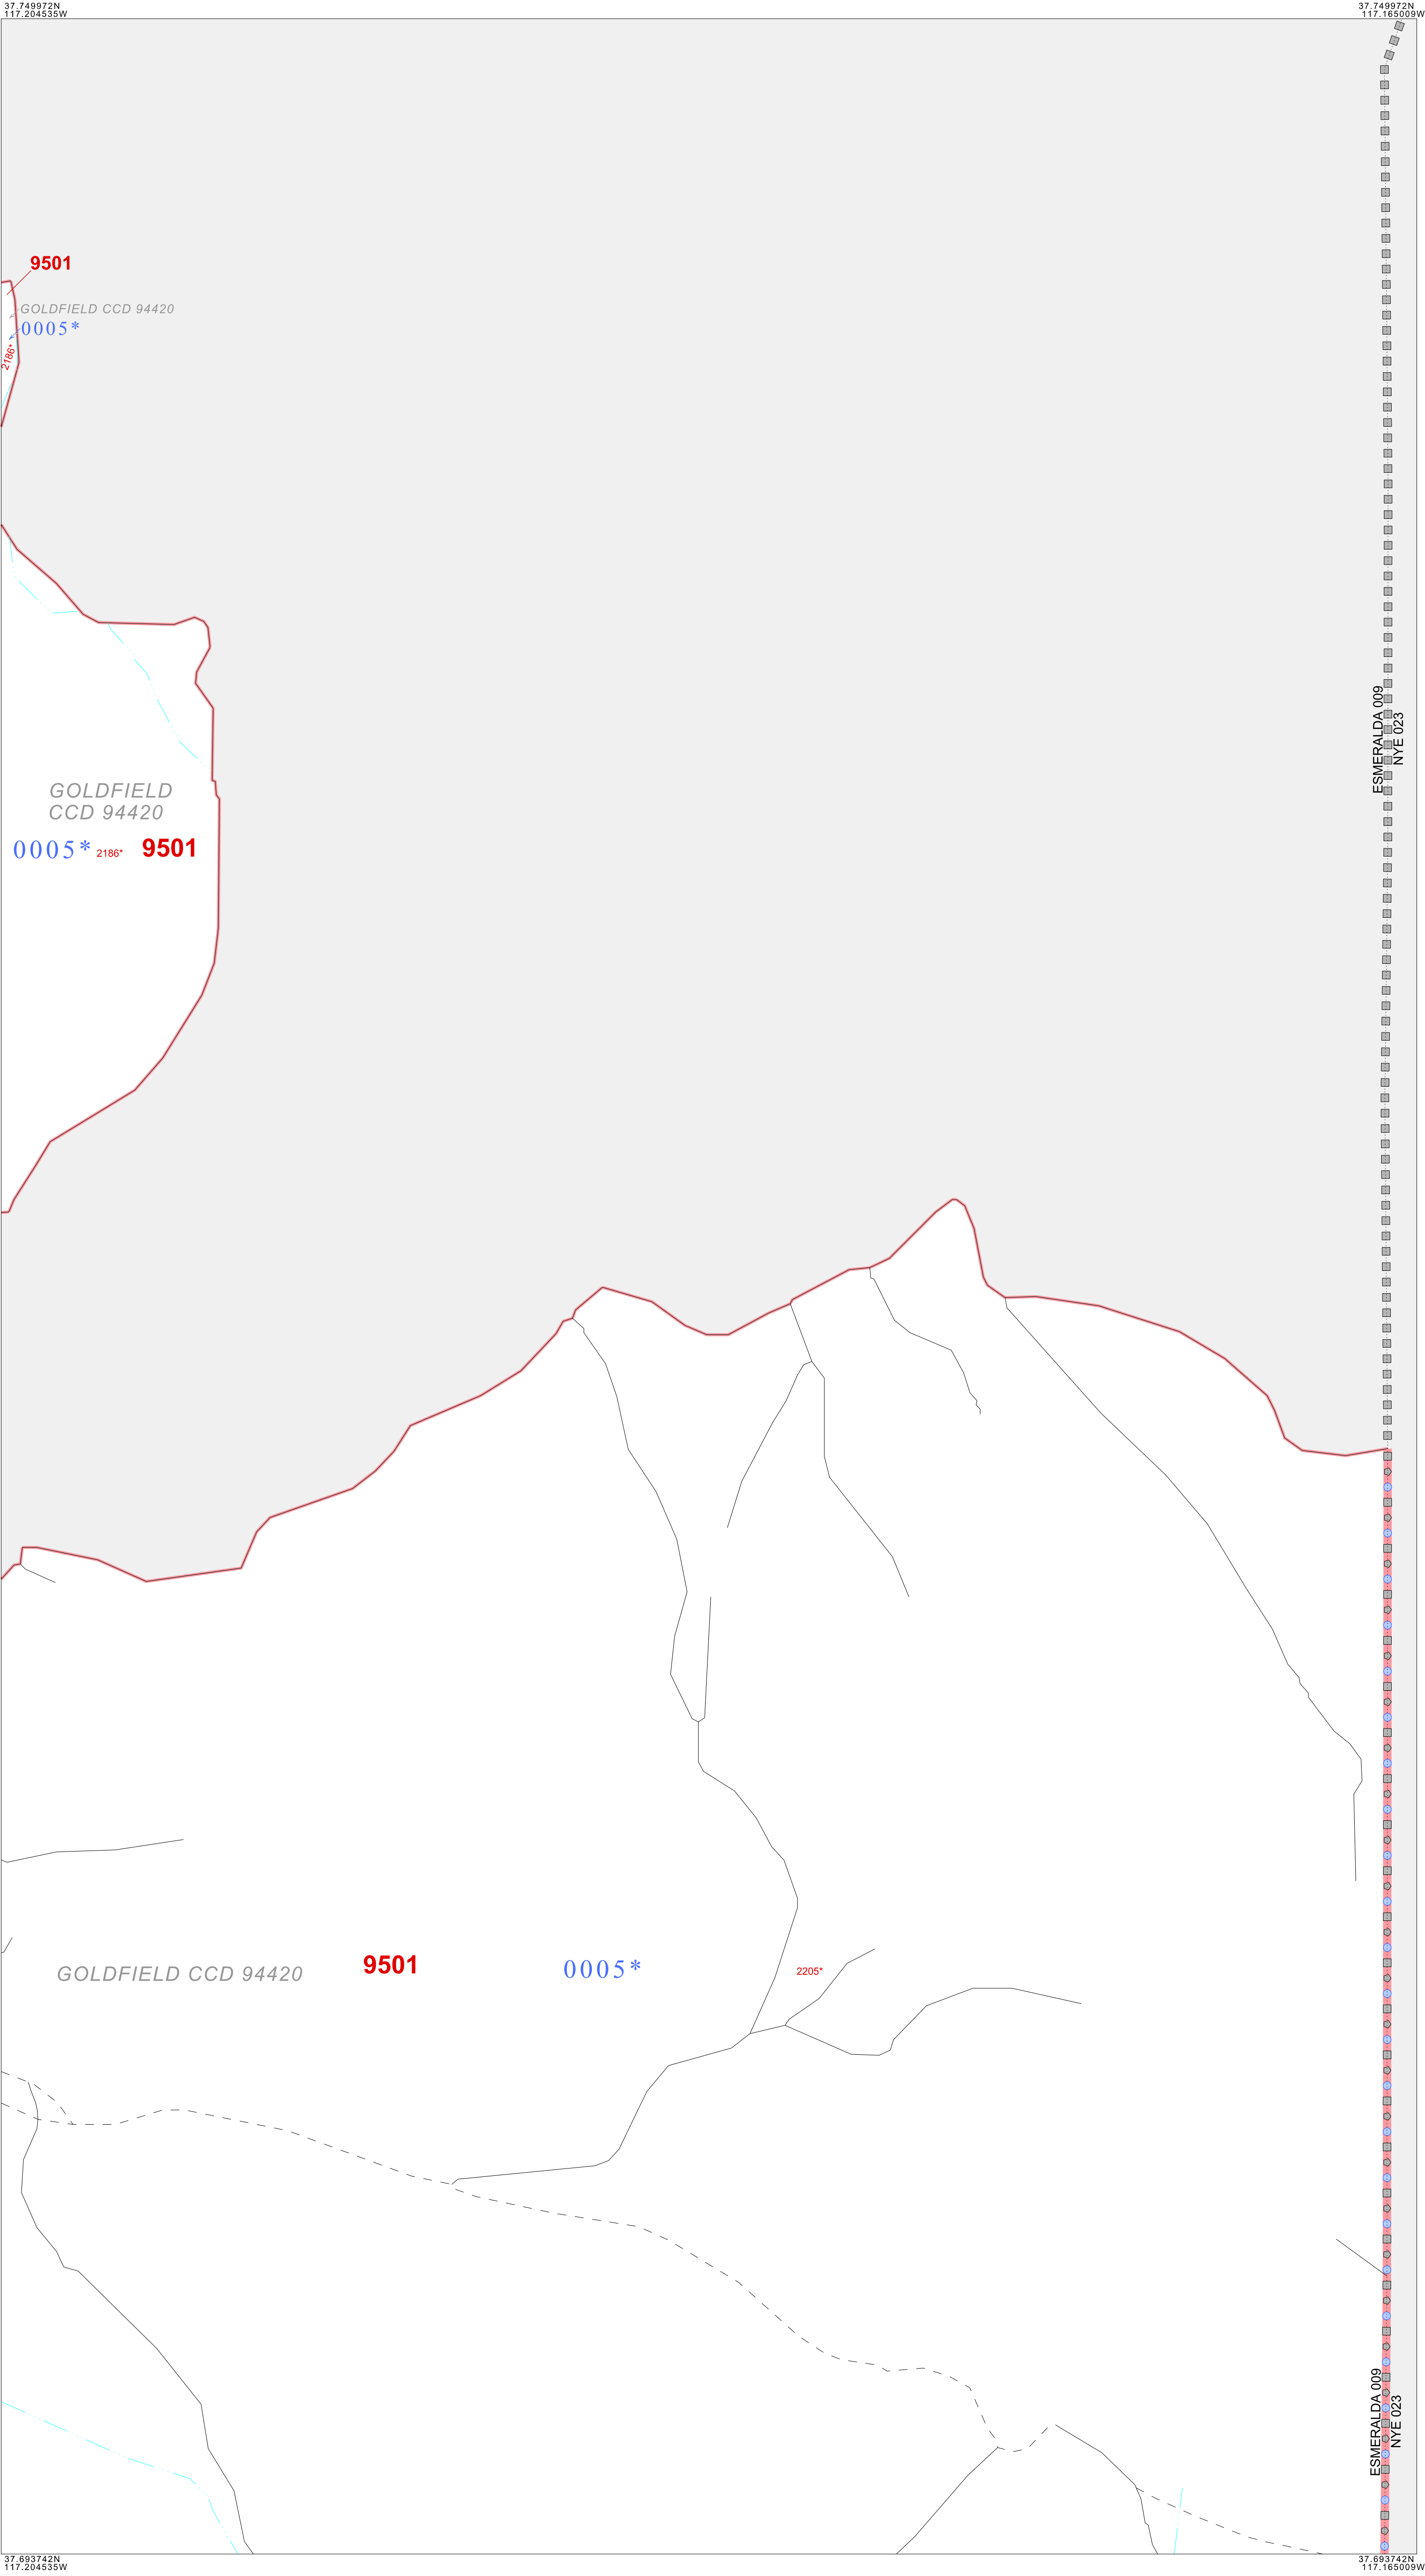 37.749972N
117.204535W
37.749972N
117.165009W
9501
GOLDFIELD CCD 94420
0005*
2186*
ESMERALDA 009
NYE 023
GOLDFIELD
CCD 94420
0005* 2186* 9501
GOLDFIELD CCD 94420 9501 0005* 2205*
ESMERALDA 009
NYE 023
37.693742N
117.204535W
37.693742N
117.165009W